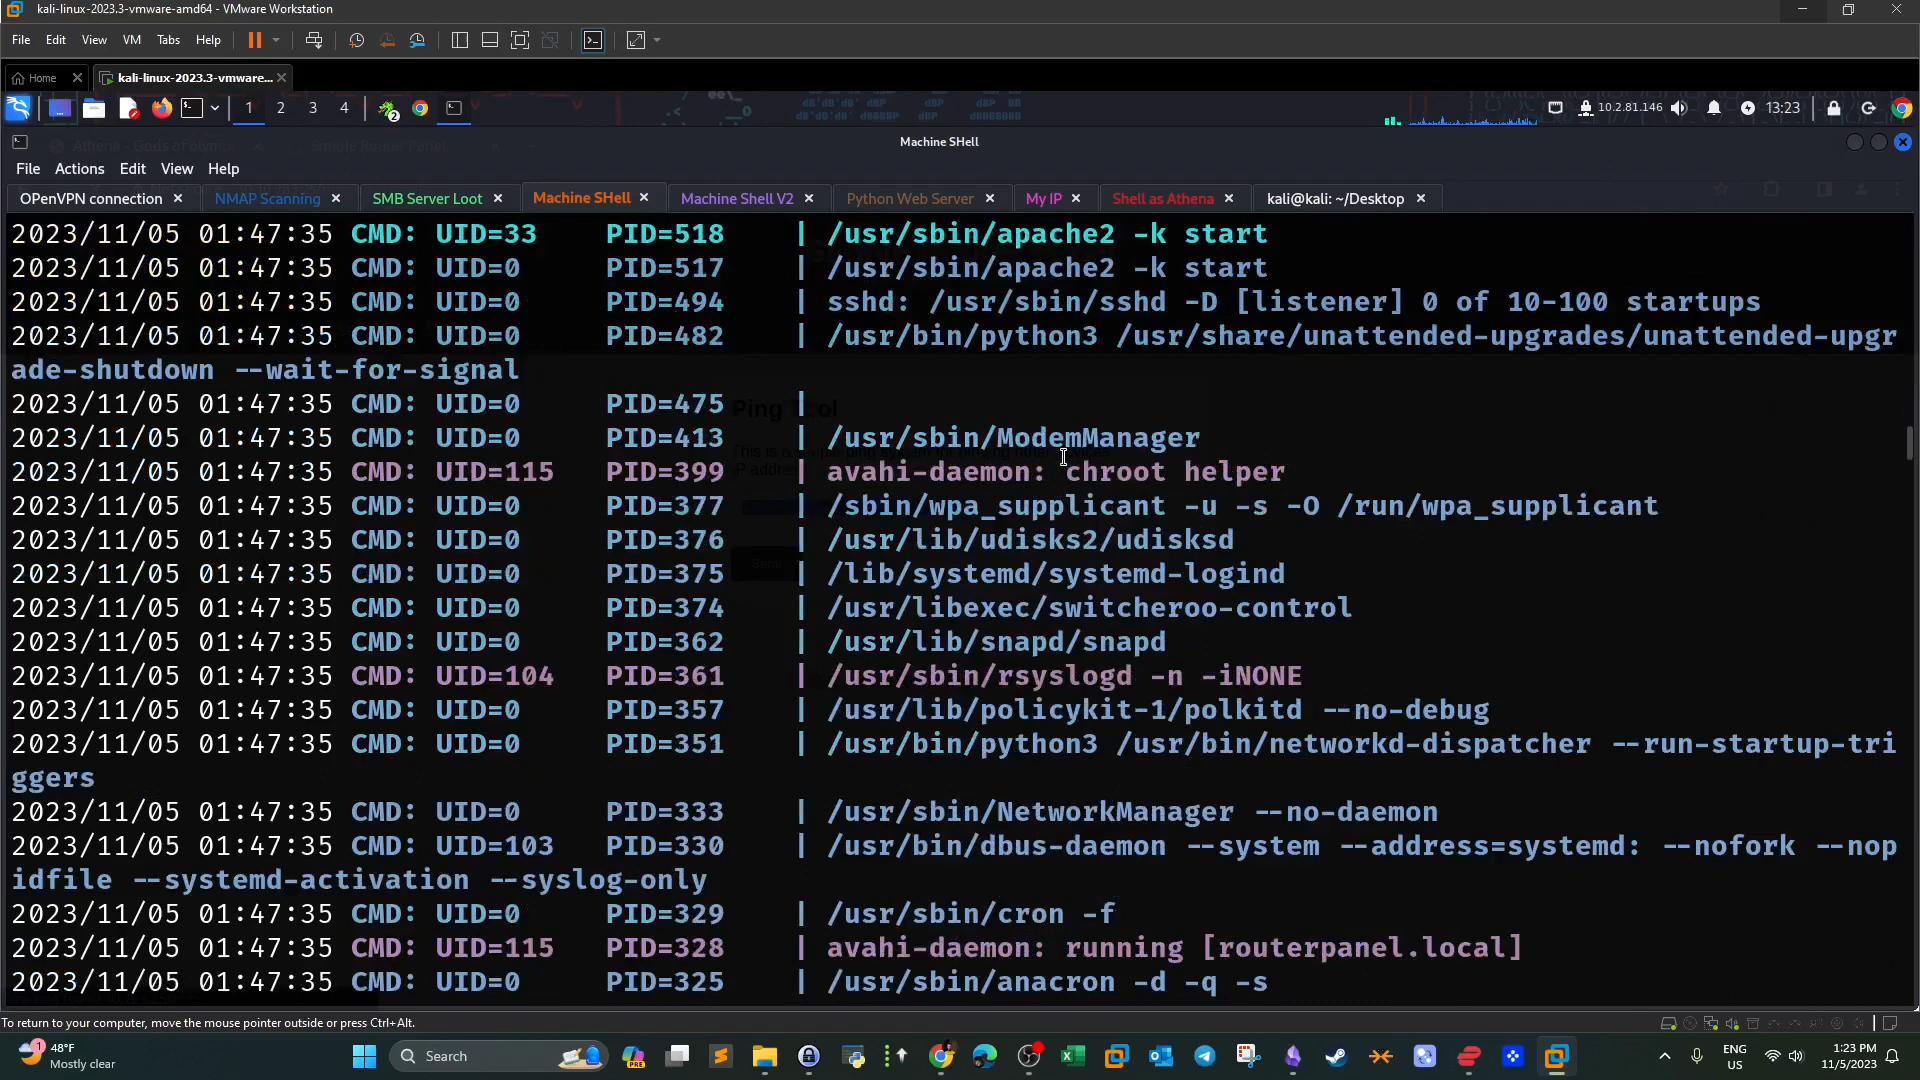 kali-linux-2023.3-vmware-amd64 - VMware Workstation
File Edit View VM Tabs Help
Home kali-linux-2023.3-vmware...
1 2 3 4 2 10.2.81.146 13:23
Machine SHell
File Actions Edit View Help
OPenVPN connection NMAP Scanning SMB Server Loot Machine SHell Machine Shell V2 Python Web Server My IP Shell as Athena kali@kali: ~/Desktop
2023/11/05 01:47:35 CMD: UID=33 PID=518 | /usr/sbin/apache2 -k start
2023/11/05 01:47:35 CMD: UID=0 PID=517 | /usr/sbin/apache2 -k start
2023/11/05 01:47:35 CMD: UID=0 PID=494 | sshd: /usr/sbin/sshd -D [listener] 0 of 10-100 startups
2023/11/05 01:47:35 CMD: UID=0 PID=482 | /usr/bin/python3 /usr/share/unattended-upgrades/unattended-upgr
ade-shutdown --wait-for-signal
2023/11/05 01:47:35 CMD: UID=0 PID=475 |
Ping Tool
2023/11/05 01:47:35 CMD: UID=0 PID=413 | /usr/sbin/ModemManager
2023/11/05 01:47:35 CMD: UID=115 PID=399 | avahi-daemon: chroot helper
2023/11/05 01:47:35 CMD: UID=0 PID=377 | /sbin/wpa_supplicant -u -s -O /run/wpa_supplicant
2023/11/05 01:47:35 CMD: UID=0 PID=376 | /usr/lib/udisks2/udisksd
2023/11/05 01:47:35 CMD: UID=0 PID=375 | /lib/systemd/systemd-logind
2023/11/05 01:47:35 CMD: UID=0 PID=374 | /usr/libexec/switcheroo-control
2023/11/05 01:47:35 CMD: UID=0 PID=362 | /usr/lib/snapd/snapd
2023/11/05 01:47:35 CMD: UID=104 PID=361 | /usr/sbin/rsyslogd -n -iNONE
2023/11/05 01:47:35 CMD: UID=0 PID=357 | /usr/lib/policykit-1/polkitd --no-debug
2023/11/05 01:47:35 CMD: UID=0 PID=351 | /usr/bin/python3 /usr/bin/networkd-dispatcher --run-startup-tri
ggers
2023/11/05 01:47:35 CMD: UID=0 PID=333 | /usr/sbin/NetworkManager --no-daemon
2023/11/05 01:47:35 CMD: UID=103 PID=330 | /usr/bin/dbus-daemon --system --address=systemd: --nofork --nop
idfile --systemd-activation --syslog-only
2023/11/05 01:47:35 CMD: UID=0 PID=329 | /usr/sbin/cron -f
2023/11/05 01:47:35 CMD: UID=115 PID=328 | avahi-daemon: running [routerpanel.local]
2023/11/05 01:47:35 CMD: UID=0 PID=325 | /usr/sbin/anacron -d -q -s
To return to your computer, move the mouse pointer outside or press Ctrl+Alt.
1 48°F
Mostly clear
Search
PRE
ENG
US
1:23 PM
11/5/2023